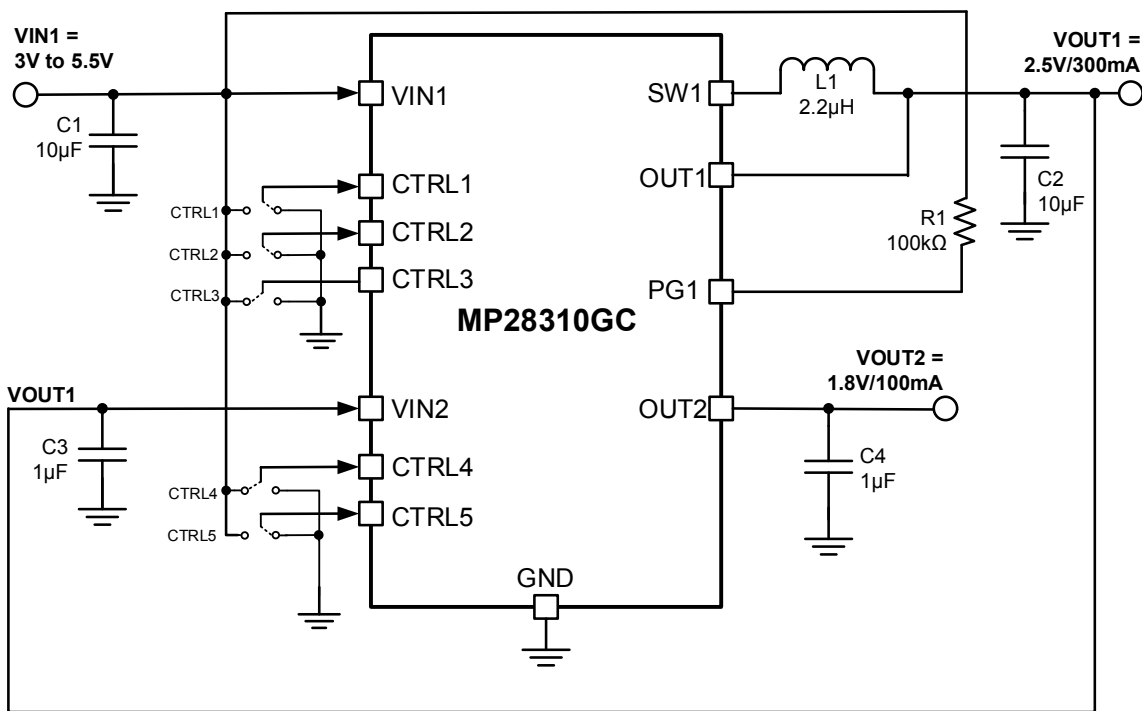 VIN1 =
3V to 5.5V
VOUT1 =
2.5V/300mA
VIN1
SW1
L1
2.2µH
C1
10µF
CTRL1
OUT1
C2
10µF
CTRL1
CTRL2
R1
100kΩ
CTRL2
CTRL3
CTRL3
PG1
MP28310GC
VOUT2 =
1.8V/100mA
VOUT1
VIN2
OUT2
C3
1µF
CTRL4
C4
1µF
CTRL4
CTRL5
CTRL5
GND